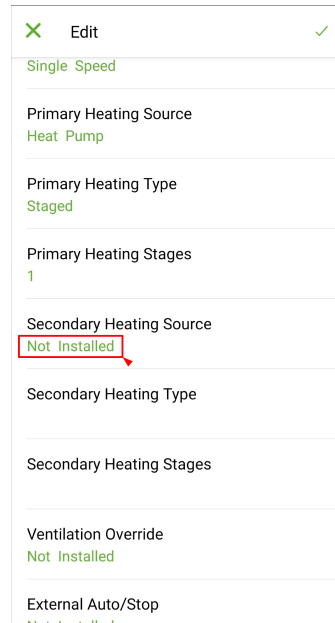 Edit
Single Speed
Primary Heating Source
Heat Pump
Primary Heating Type
Staged
Primary Heating Stages
1
Secondary Heating Source
Not Installed
Secondary Heating Type
Secondary Heating Stages
Ventilation Override
Not Installed
External Auto/Stop